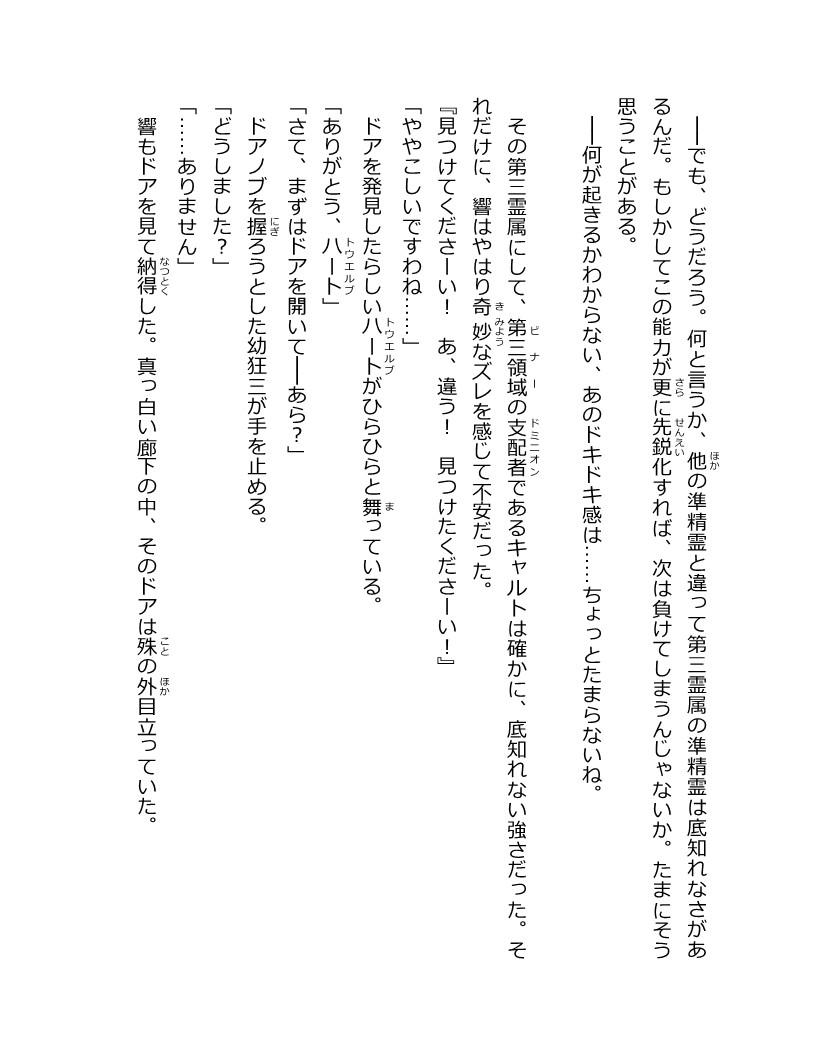 ――でも、どうだろう。何と言うか、他の準精霊と違って第三霊属の準精霊は底知れなさがあ
るんだ。もしかしてこの能力が更に先鋭化すれば、次は負けてしまうんじゃないか。たまにそう
思うことがある。
――何が起きるかわからない、あのドキドキ感は……ちょっとたまらないね。
その第三霊属にして、第三領域の支配者であるキャルトは確かに、底知れない強さだった。そ
れだけに、響はやはり奇妙なズレを感じて不安だった。
『見つけてくださーい！　あ、違う！　見つけたくださーい！』
「ややこしいですわね……」
ドアを発見したらしいハートがひらひらと舞っている。
「ありがとう、ハート」
「さて、まずはドアを開いて――あら？」
ドアノブを握ろうとした幼狂三が手を止める。
「どうしました？」
「……ありません」
響もドアを見て納得した。真っ白い廊下の中、そのドアは殊の外目立っていた。